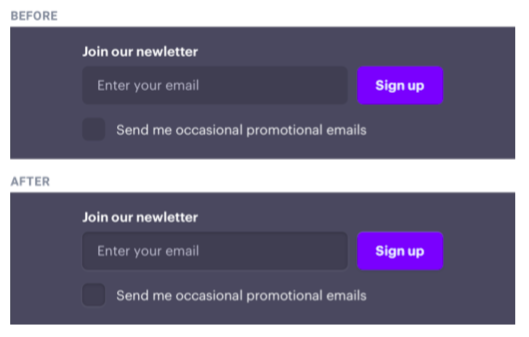 BEFORE
Join our newletter
Enter your email
Sign up
Send me occasional promotional emails
AFTER
Join our newletter
Enter your email
Sign up
Send me occasional promotional emails